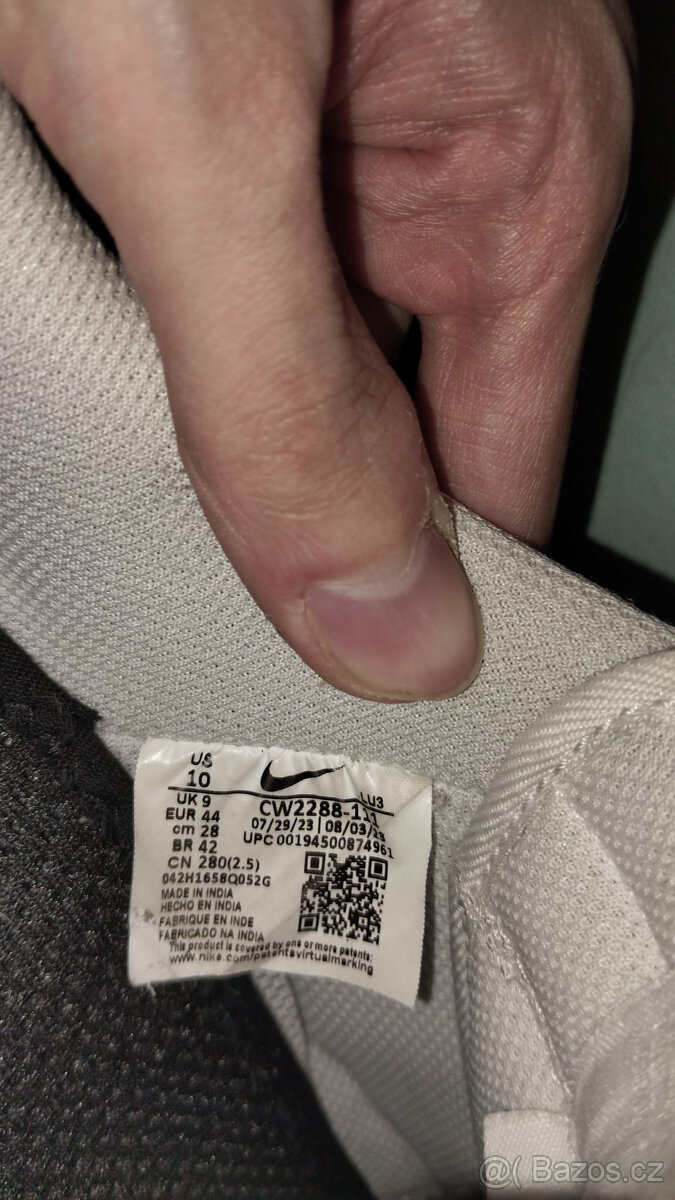 US
10
UK 9
EUR 44
cm 28
BR 42
CN 280(2.5)
042H1658Q052G
MADE IN INDIA
HECHO EN INDIA
FABRIQUE EN INDE
FABRICADO NA INDIA
LU3
CW2288-111
07/29/23 | 08/03/23
UPC 00194500874961
This product is covered by one or more patents:
www.nike.com/patentsvirtualmarking
@( Bazos.cz